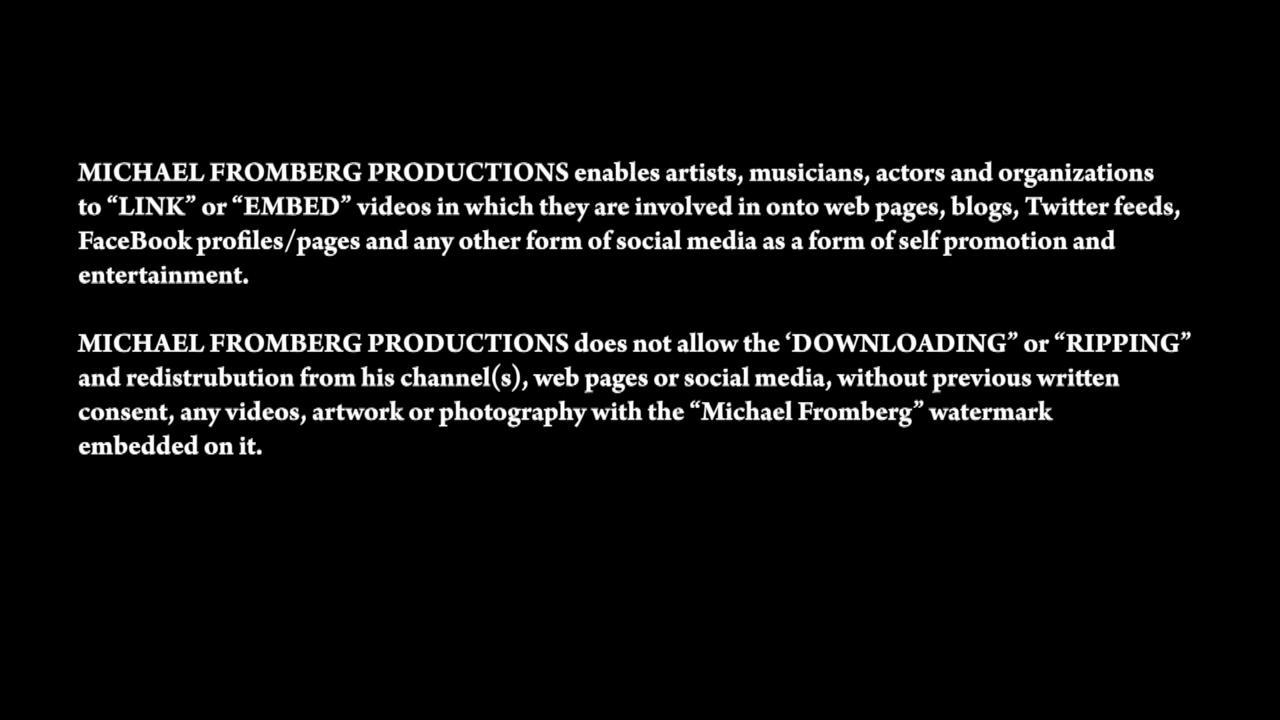 MICHAEL FROMBERG PRODUCTIONS enables artists, musicians, actors and organizations
to “LINK” or “EMBED” videos in which they are involved in onto web pages, blogs, Twitter feeds,
FaceBook profiles/pages and any other form of social media as a form of self promotion and
entertainment.
MICHAEL FROMBERG PRODUCTIONS does not allow the ‘DOWNLOADING” or “RIPPING”
and redistrubution from his channel(s), web pages or social media, without previous written
consent, any videos, artwork or photography with the “Michael Fromberg” watermark
embedded on it.